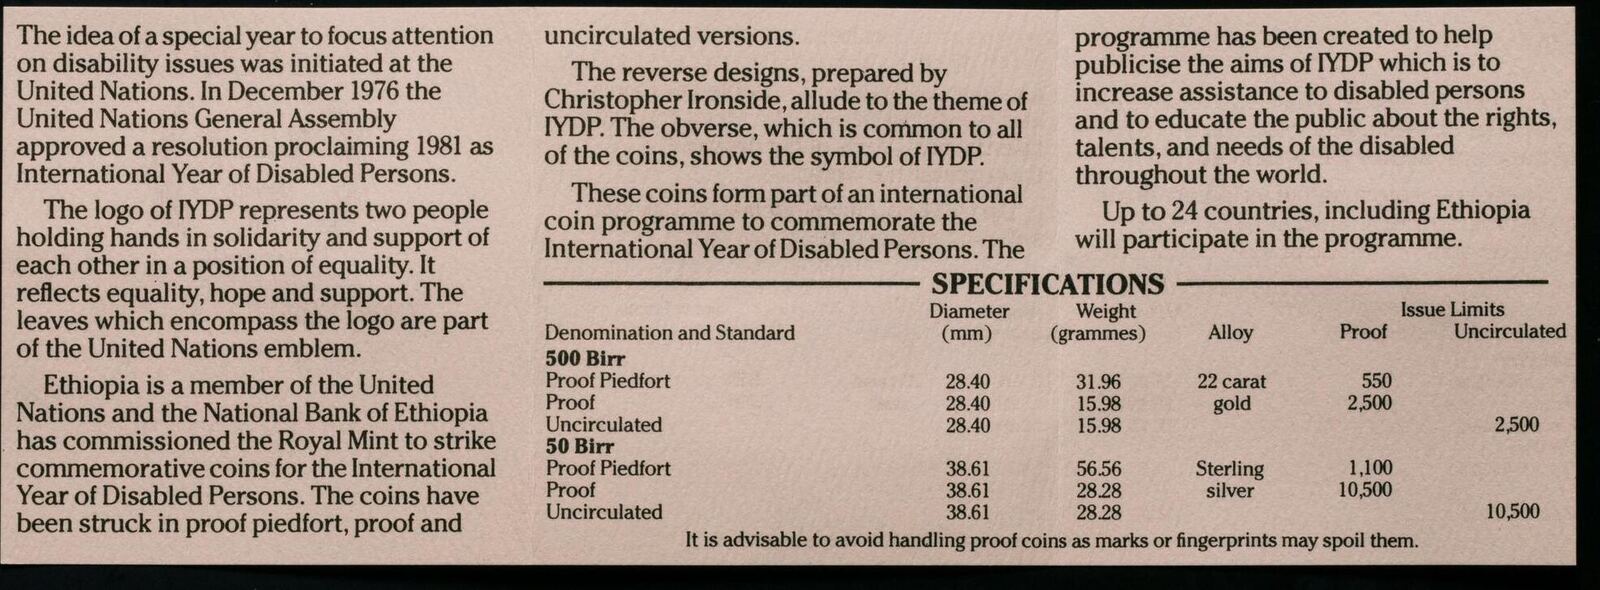 The idea of a special year to focus attention
on disability issues was initiated at the
United Nations. In December 1976 the
United Nations General Assembly
approved a resolution proclaiming 1981 as
International Year of Disabled Persons.
The logo of IYDP represents two people
holding hands in solidarity and support of
each other in a position of equality. It
reflects equality, hope and support. The
leaves which encompass the logo are part
of the United Nations emblem.
Ethiopia is a member of the United
Nations and the National Bank of Ethiopia
has commissioned the Royal Mint to strike
commemorative coins for the International
Year of Disabled Persons. The coins have
been struck in proof piedfort, proof and
uncirculated versions.
The reverse designs, prepared by
Christopher Ironside, allude to the theme of
IYDP. The obverse, which is common to all
of the coins, shows the symbol of IYDP.
These coins form part of an international
coin programme to commemorate the
International Year of Disabled Persons. The
programme has been created to help
publicise the aims of IYDP which is to
increase assistance to disabled persons
and to educate the public about the rights,
talents, and needs of the disabled
throughout the world.
Up to 24 countries, including Ethiopia
will participate in the programme.
SPECIFICATIONS
Diameter Weight Issue Limits
Denomination and Standard (mm) (grammes) Alloy Proof Uncirculated
500 Birr
Proof Piedfort 28.40 31.96 22 carat 550
Proof 28.40 15.98 gold 2,500
Uncirculated 28.40 15.98 2,500
50 Birr
Proof Piedfort 38.61 56.56 Sterling 1,100
Proof 38.61 28.28 silver 10,500
Uncirculated 38.61 28.28 10,500
It is advisable to avoid handling proof coins as marks or fingerprints may spoil them.